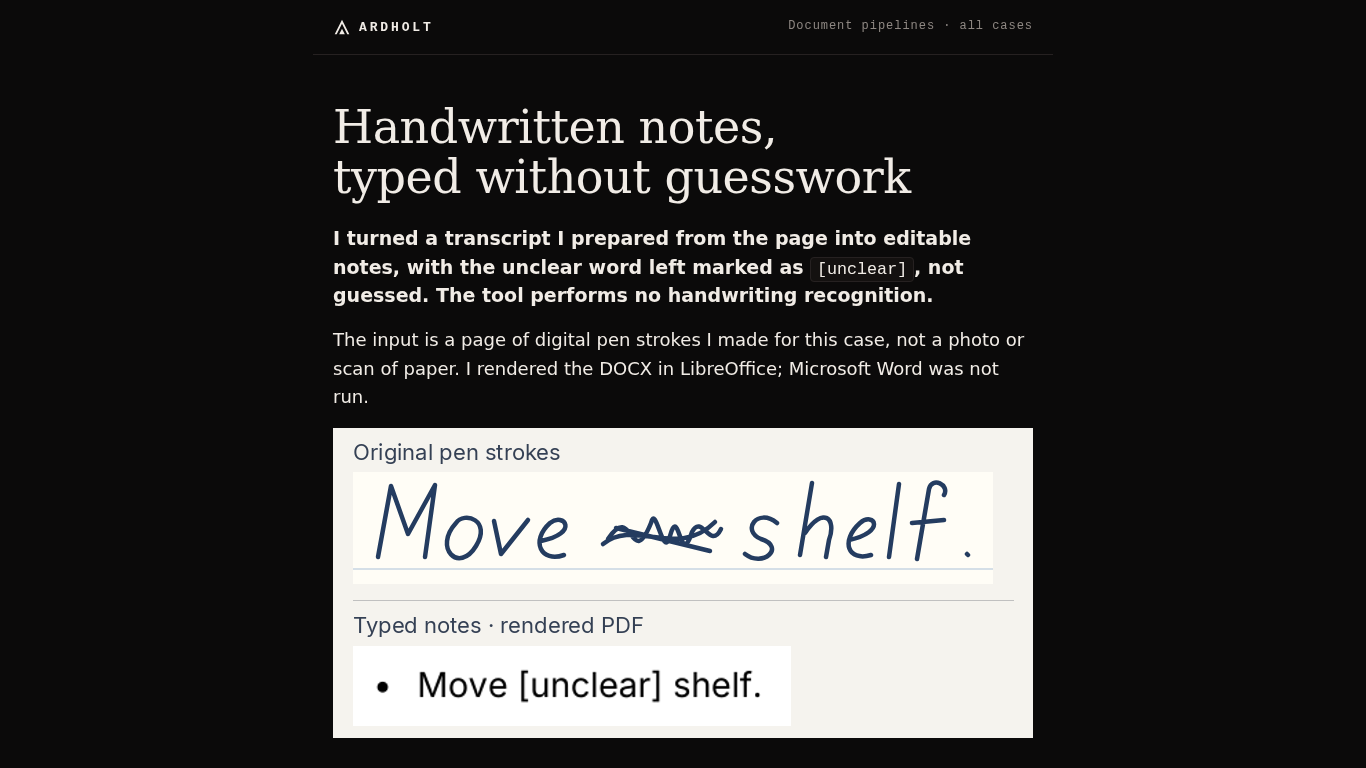 ARDHOLT
Document pipelines · all cases
Handwritten notes,
typed without guesswork
I turned a transcript I prepared from the page into editable
notes, with the unclear word left marked as [unclear], not
guessed. The tool performs no handwriting recognition.
The input is a page of digital pen strokes I made for this case, not a photo or
scan of paper. I rendered the DOCX in LibreOffice; Microsoft Word was not
run.
Original pen strokes
Move shelf.
Typed notes · rendered PDF
• Move [unclear] shelf.